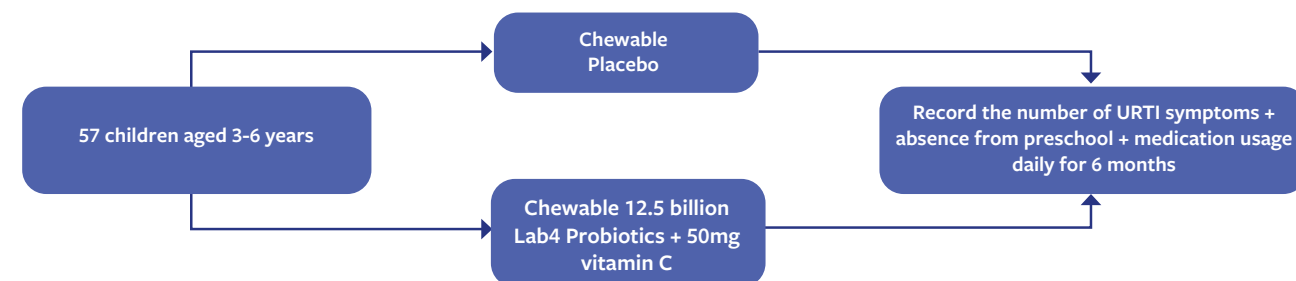 57 children aged 3-6 years
Chewable
Placebo
Chewable 12.5 billion
Lab4 Probiotics + 50mg
vitamin C
Record the number of URTI symptoms +
absence from preschool + medication usage
daily for 6 months